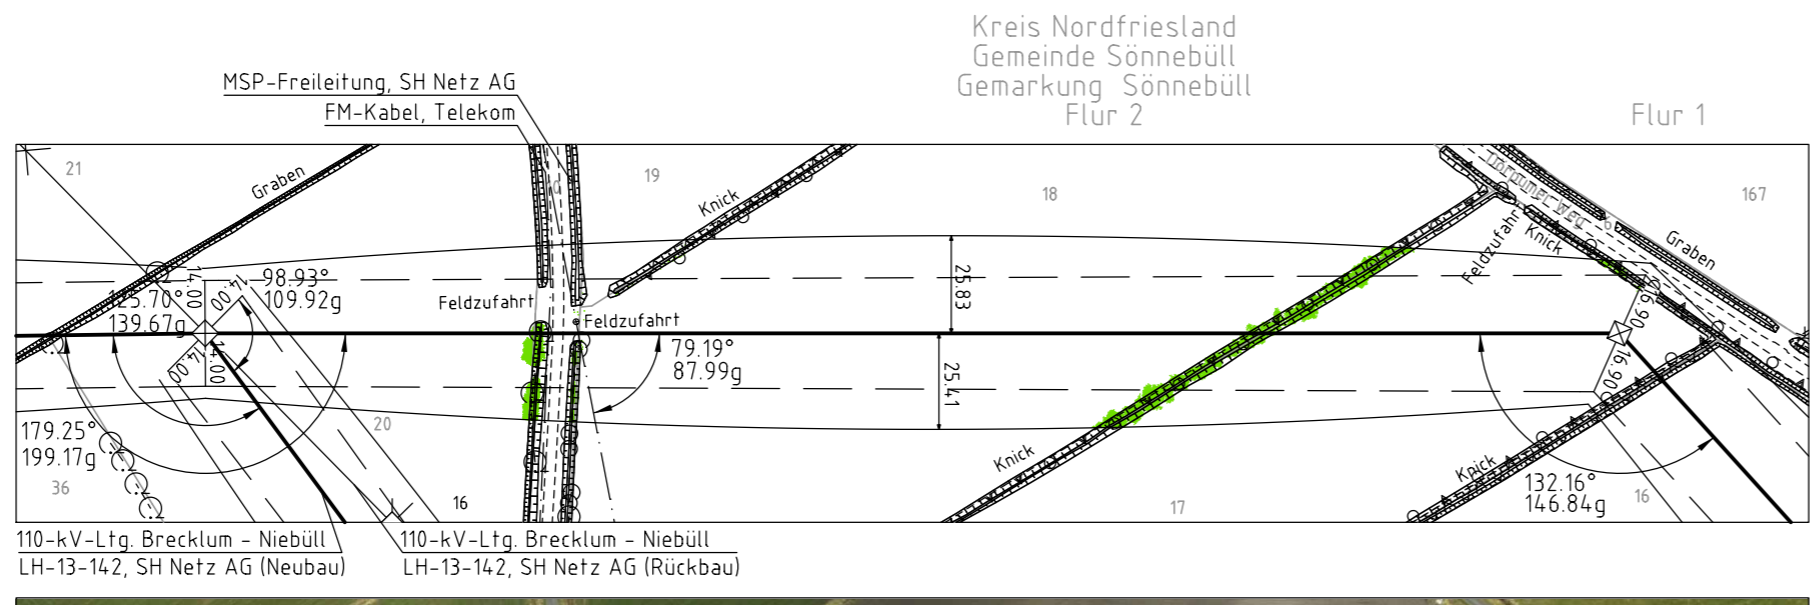 Kreis Nordfriesland
Gemeinde Sönnebüll
Gemarkung Sönnebüll
Flur 2
Flur 1
MSP-Freileitung, SH Netz AG
FM-Kabel, Telekom
21
Graben
19
Knick
18
167
Weg
Knick
Graben
Feldzufahr
14.00
98.93°
109.92g
14.00
125.70°
139.67g
14.00
14.00
Feldzufahrt
Feldzufahrt
79.19°
87.99g
25.83
25.41
16.90
16.90
179.25°
199.17g
36
20
16
Knick
17
Knick
132.16°
146.84g
16
110-kV-Ltg. Brecklum - Niebüll
LH-13-142, SH Netz AG (Neubau)
110-kV-Ltg. Brecklum - Niebüll
LH-13-142, SH Netz AG (Rückbau)